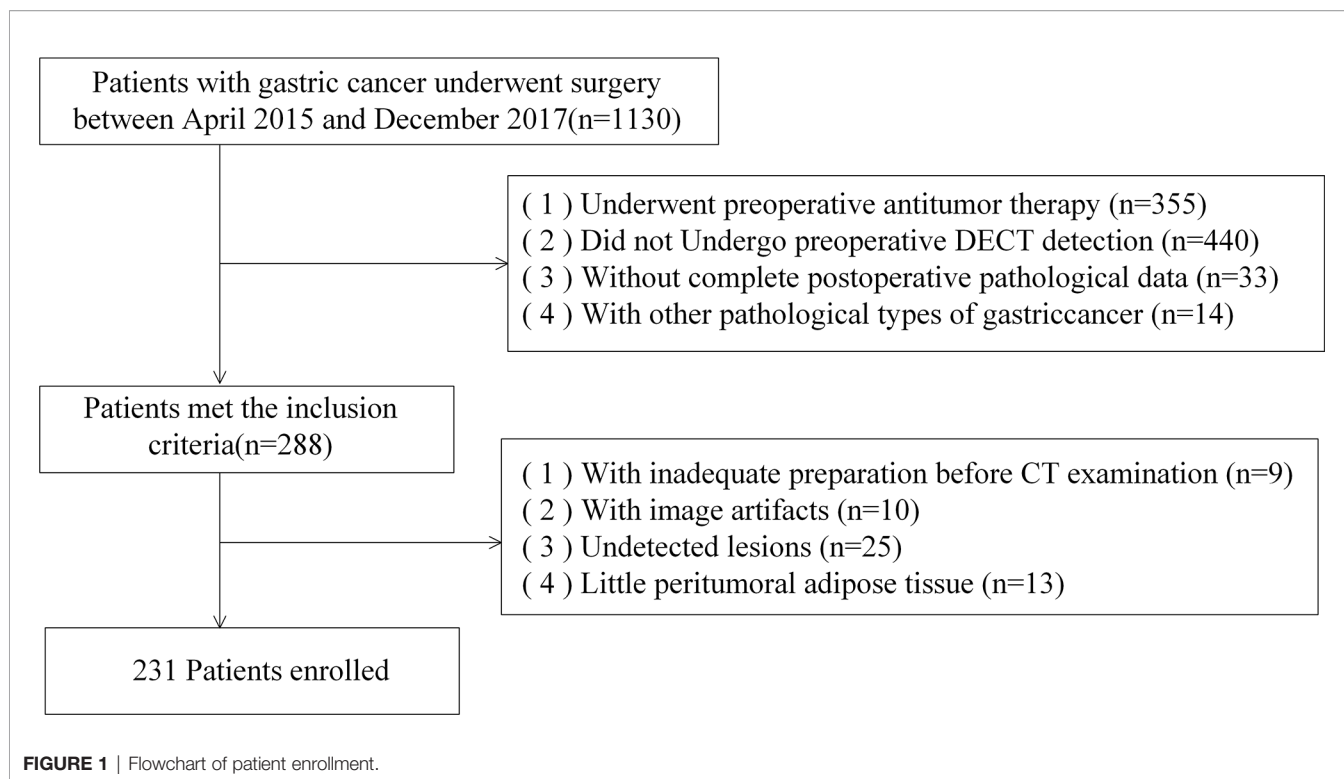 Patients with gastric cancer underwent surgery
between April 2015 and December 2017(n=1130)
( 1 ) Underwent preoperative antitumor therapy (n=355)
( 2 ) Did not Undergo preoperative DECT detection (n=440)
( 3 ) Without complete postoperative pathological data (n=33)
( 4 ) With other pathological types of gastriccancer (n=14)
Patients met the inclusion
criteria(n=288)
( 1 ) With inadequate preparation before CT examination (n=9)
( 2 ) With image artifacts (n=10)
( 3 ) Undetected lesions (n=25)
( 4 ) Little peritumoral adipose tissue (n=13)
231 Patients enrolled
FIGURE 1 | Flowchart of patient enrollment.